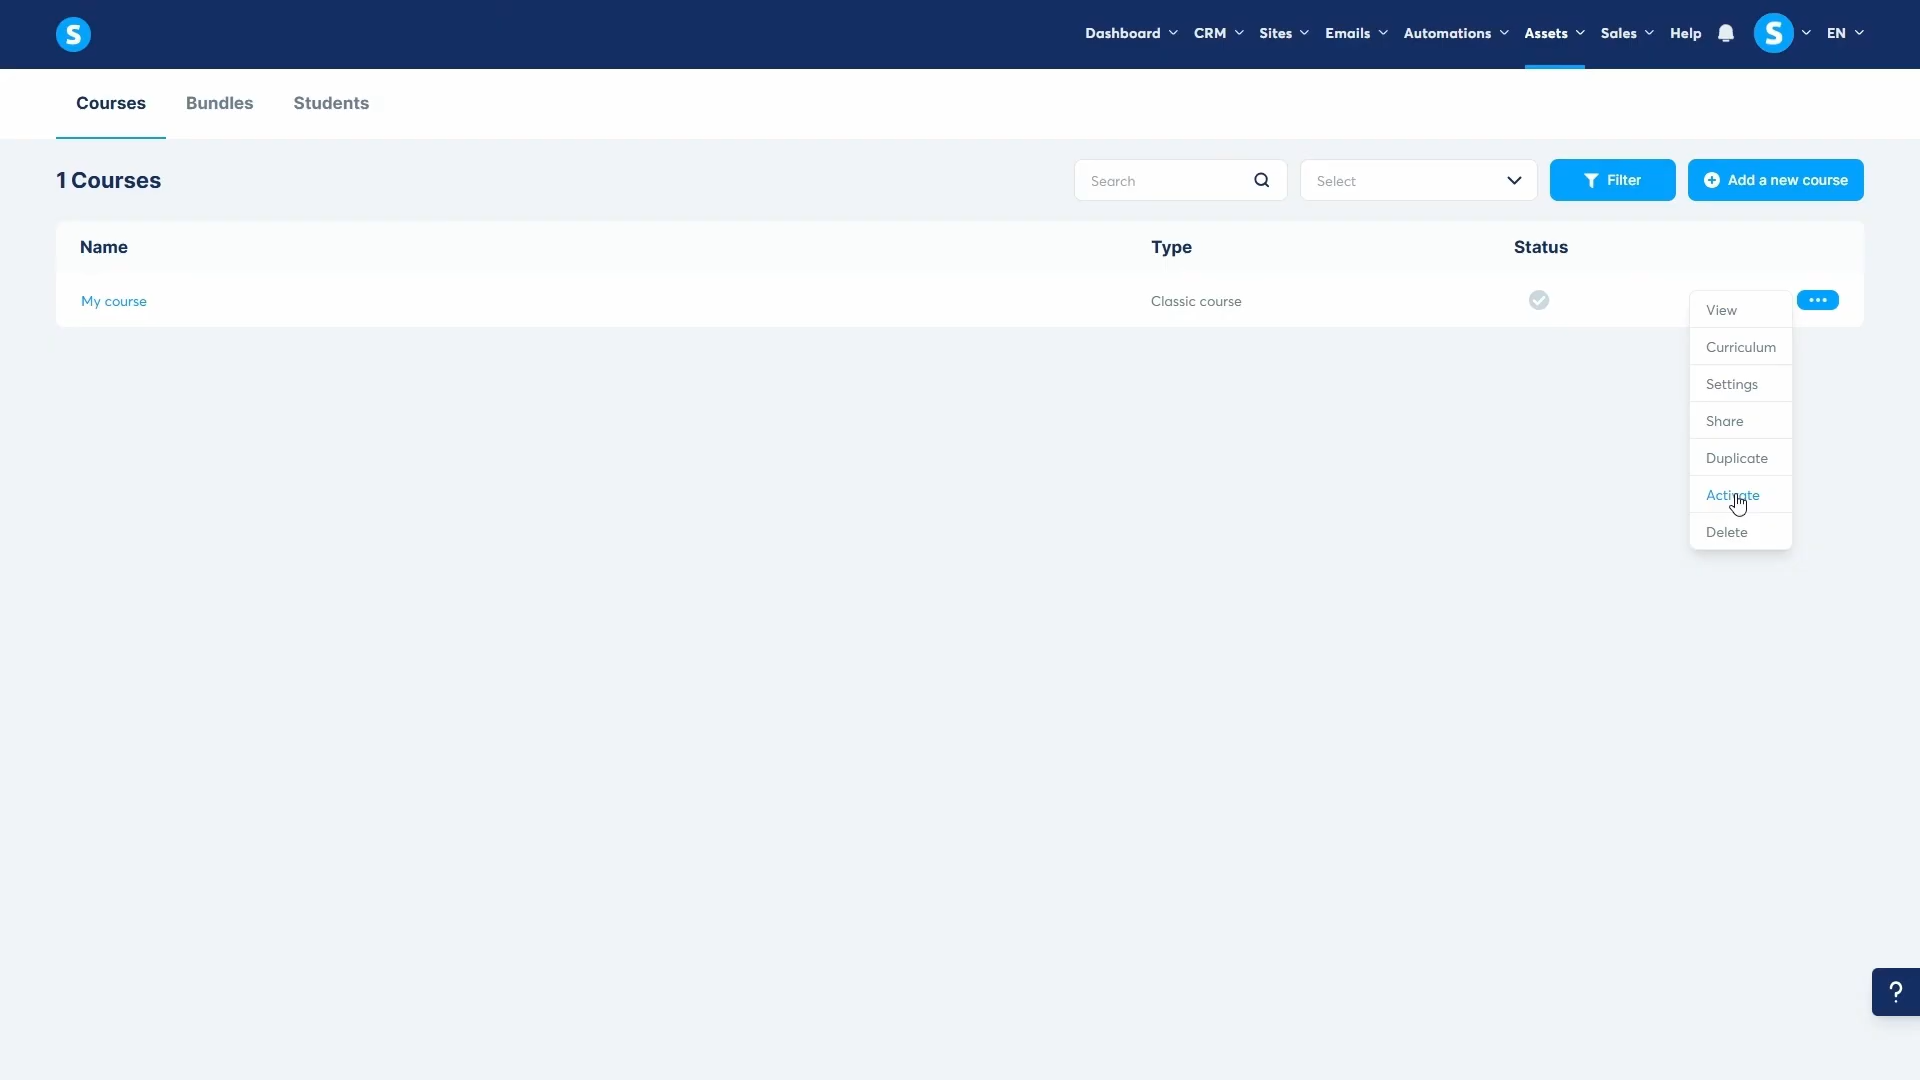 S Dashboard CRM Sites Emails Automations Assets Sales Help S EN
Courses Bundles Students
1 Courses Search Select Filter Add a new course
Name Type Status
My course Classic course
View
Curriculum
Settings
Share
Duplicate
Activate
Delete
?